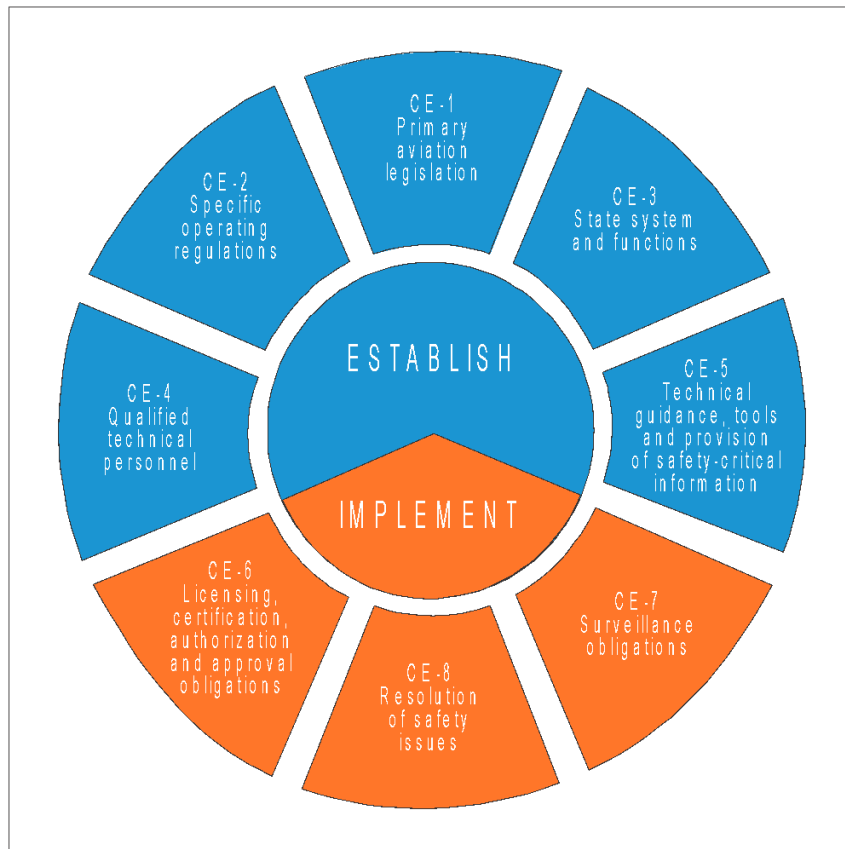 CE-1
Primary
aviation
legislation
CE-2
Specific
operating
regulations
CE-3
State system
and functions
ESTABLISH
CE-4
Qualified
technical
personnel
CE-5
Technical
guidance, tools
and provision
of safety-critical
information
IMPLEMENT
CE-6
Licensing,
certification,
authorization
and approval
obligations
CE-7
Surveillance
obligations
CE-8
Resolution
of safety
issues